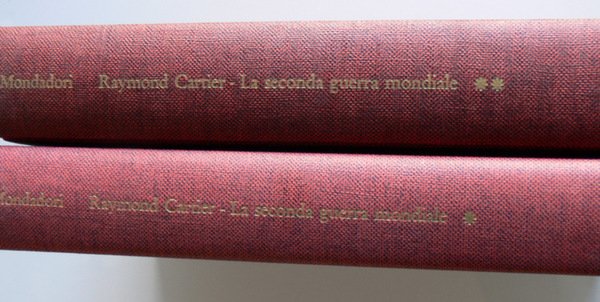 Mondadori Raymond Cartier - La seconda guerra mondiale **
Mondadori Raymond Cartier - La seconda guerra mondiale *